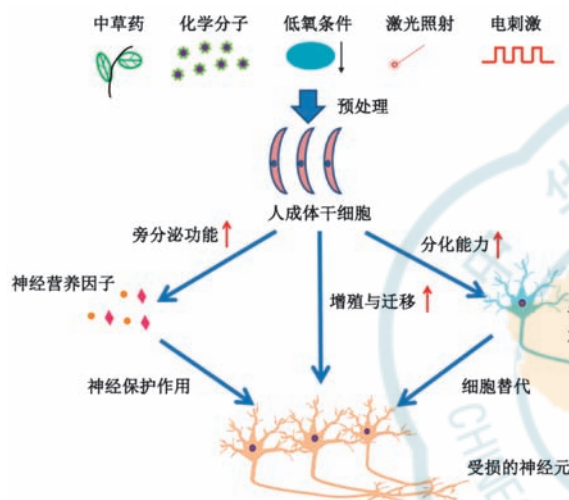 中草药 化学分子 低氧条件 激光照射 电刺激
预处理
人成体干细胞
旁分泌功能 分化能力
神经营养因子 增殖与迁移
神经保护作用 细胞替代
受损的神经元
CHINE